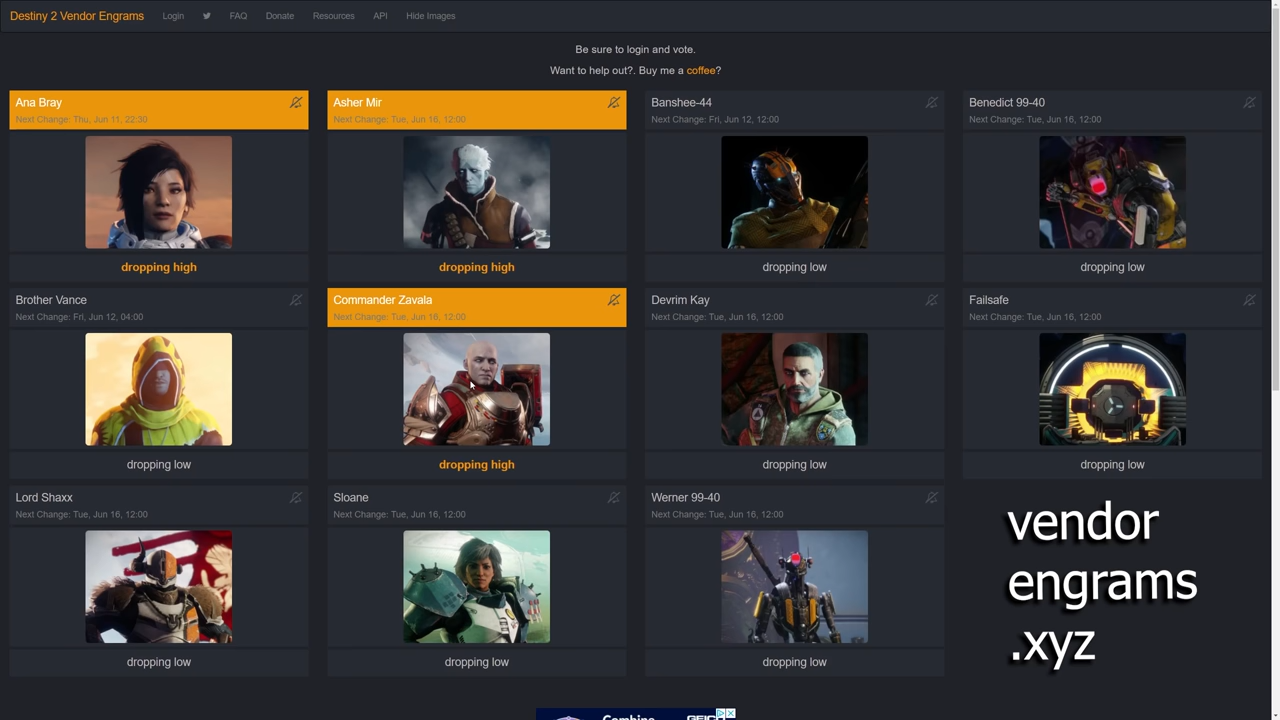 Destiny 2 Vendor Engrams Login FAQ Donate Resources API Hide Images
Be sure to login and vote.
Want to help out?. Buy me a coffee?
Ana Bray
Next Change: Thu, Jun 11, 22:30
dropping high
Asher Mir
Next Change: Tue, Jun 16, 12:00
dropping high
Banshee-44
Next Change: Fri, Jun 12, 12:00
dropping low
Benedict 99-40
Next Change: Tue, Jun 16, 12:00
dropping low
Brother Vance
Next Change: Fri, Jun 12, 04:00
dropping low
Commander Zavala
Next Change: Tue, Jun 16, 12:00
dropping high
Devrim Kay
Next Change: Tue, Jun 16, 12:00
dropping low
Failsafe
Next Change: Tue, Jun 16, 12:00
dropping low
Lord Shaxx
Next Change: Tue, Jun 16, 12:00
dropping low
Sloane
Next Change: Tue, Jun 16, 12:00
dropping low
Werner 99-40
Next Change: Tue, Jun 16, 12:00
dropping low
vendor
engrams
.xyz
Combine GEICO